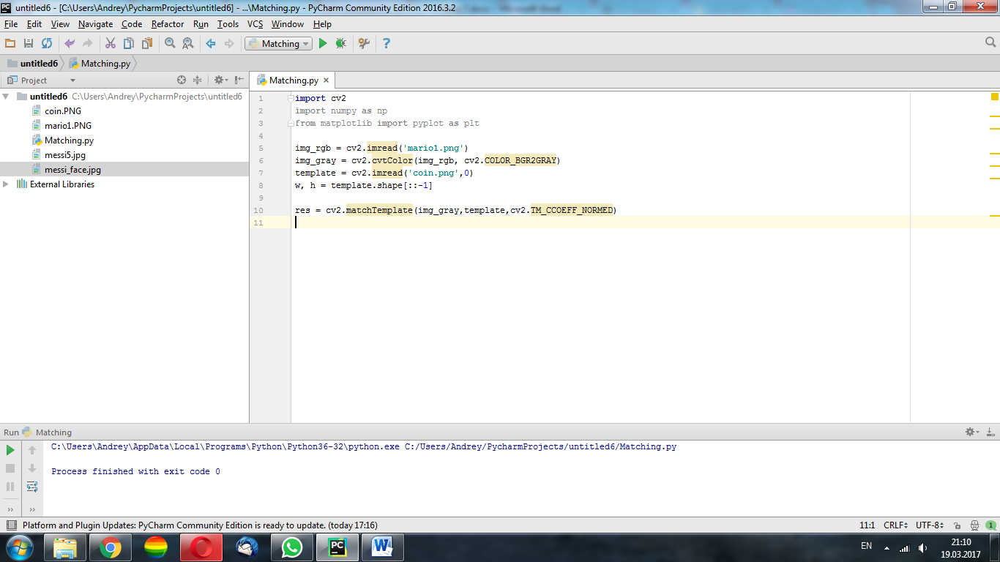 untitled6 - [C:\Users\Andrey\PycharmProjects\untitled6] - ...\Matching.py - PyCharm Community Edition 2016.3.2
File Edit View Navigate Code Refactor Run Tools VCS Window Help
Matching
untitled6 Matching.py
Project
Matching.py
untitled6 C:\Users\Andrey\PycharmProjects\untitled6
coin.PNG
mario1.PNG
Matching.py
messi5.jpg
messi_face.jpg
External Libraries
1 import cv2
2 import numpy as np
3 from matplotlib import pyplot as plt
4
5 img_rgb = cv2.imread('mario1.png')
6 img_gray = cv2.cvtColor(img_rgb, cv2.COLOR_BGR2GRAY)
7 template = cv2.imread('coin.png',0)
8 w, h = template.shape[::-1]
9
10 res = cv2.matchTemplate(img_gray,template,cv2.TM_CCOEFF_NORMED)
11
Run Matching
C:\Users\Andrey\AppData\Local\Programs\Python\Python36-32\python.exe C:/Users/Andrey/PycharmProjects/untitled6/Matching.py
Process finished with exit code 0
Platform and Plugin Updates: PyCharm Community Edition is ready to update. (today 17:16)
11:1 CRLF UTF-8 1
EN
21:10
19.03.2017